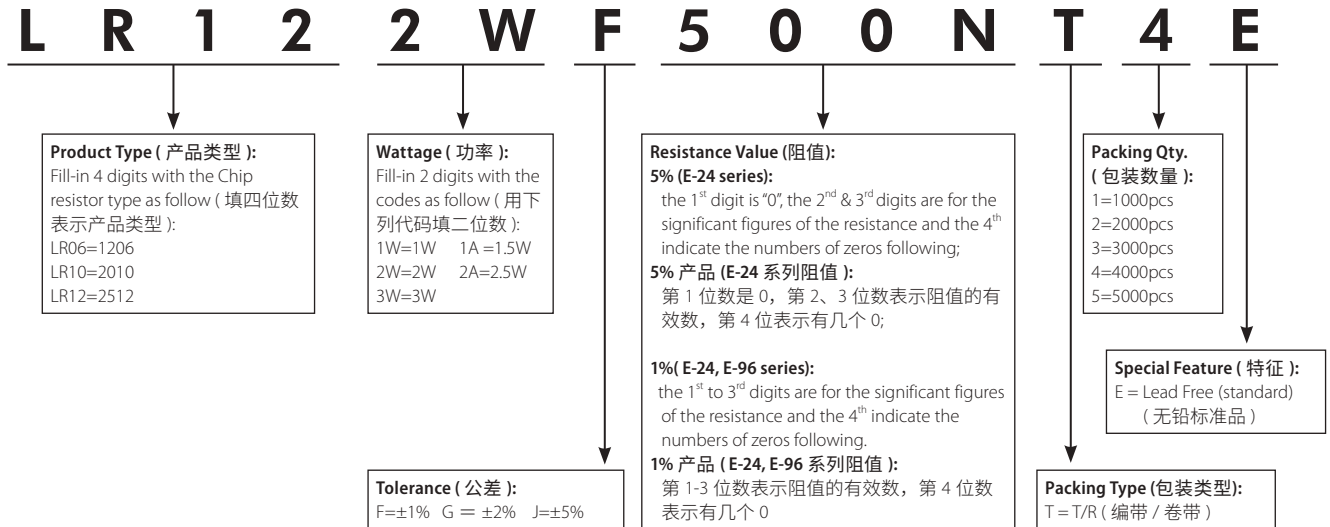 L R 1 2 2 W F 5 0 0 N T 4 E
Product Type ( 产品类型 ):
Fill-in 4 digits with the Chip
resistor type as follow ( 填四位数
表示产品类型 ):
LR06=1206
LR10=2010
LR12=2512
Wattage ( 功率 ):
Fill-in 2 digits with the
codes as follow ( 用下
列代码填二位数 ):
1W=1W 1A =1.5W
2W=2W 2A=2.5W
3W=3W
Tolerance ( 公差 ):
F=±1% G = ±2% J=±5%
Resistance Value (阻值):
5% (E-24 series):
the 1st digit is "0", the 2nd & 3rd digits are for the
significant figures of the resistance and the 4th
indicate the numbers of zeros following;
5% 产品 (E-24 系列阻值 ):
第 1 位数是 0，第 2、3 位数表示阻值的有
效数，第 4 位表示有几个 0;
1%( E-24, E-96 series):
the 1st to 3rd digits are for the significant figures
of the resistance and the 4th indicate the
numbers of zeros following.
1% 产品 ( E-24, E-96 系列阻值 ):
第 1-3 位数表示阻值的有效数，第 4 位数
表示有几个 0
Packing Qty.
( 包装数量 ):
1=1000pcs
2=2000pcs
3=3000pcs
4=4000pcs
5=5000pcs
Special Feature ( 特征 ):
E = Lead Free (standard)
( 无铅标准品 )
Packing Type (包装类型):
T = T/R ( 编带 / 卷带 )